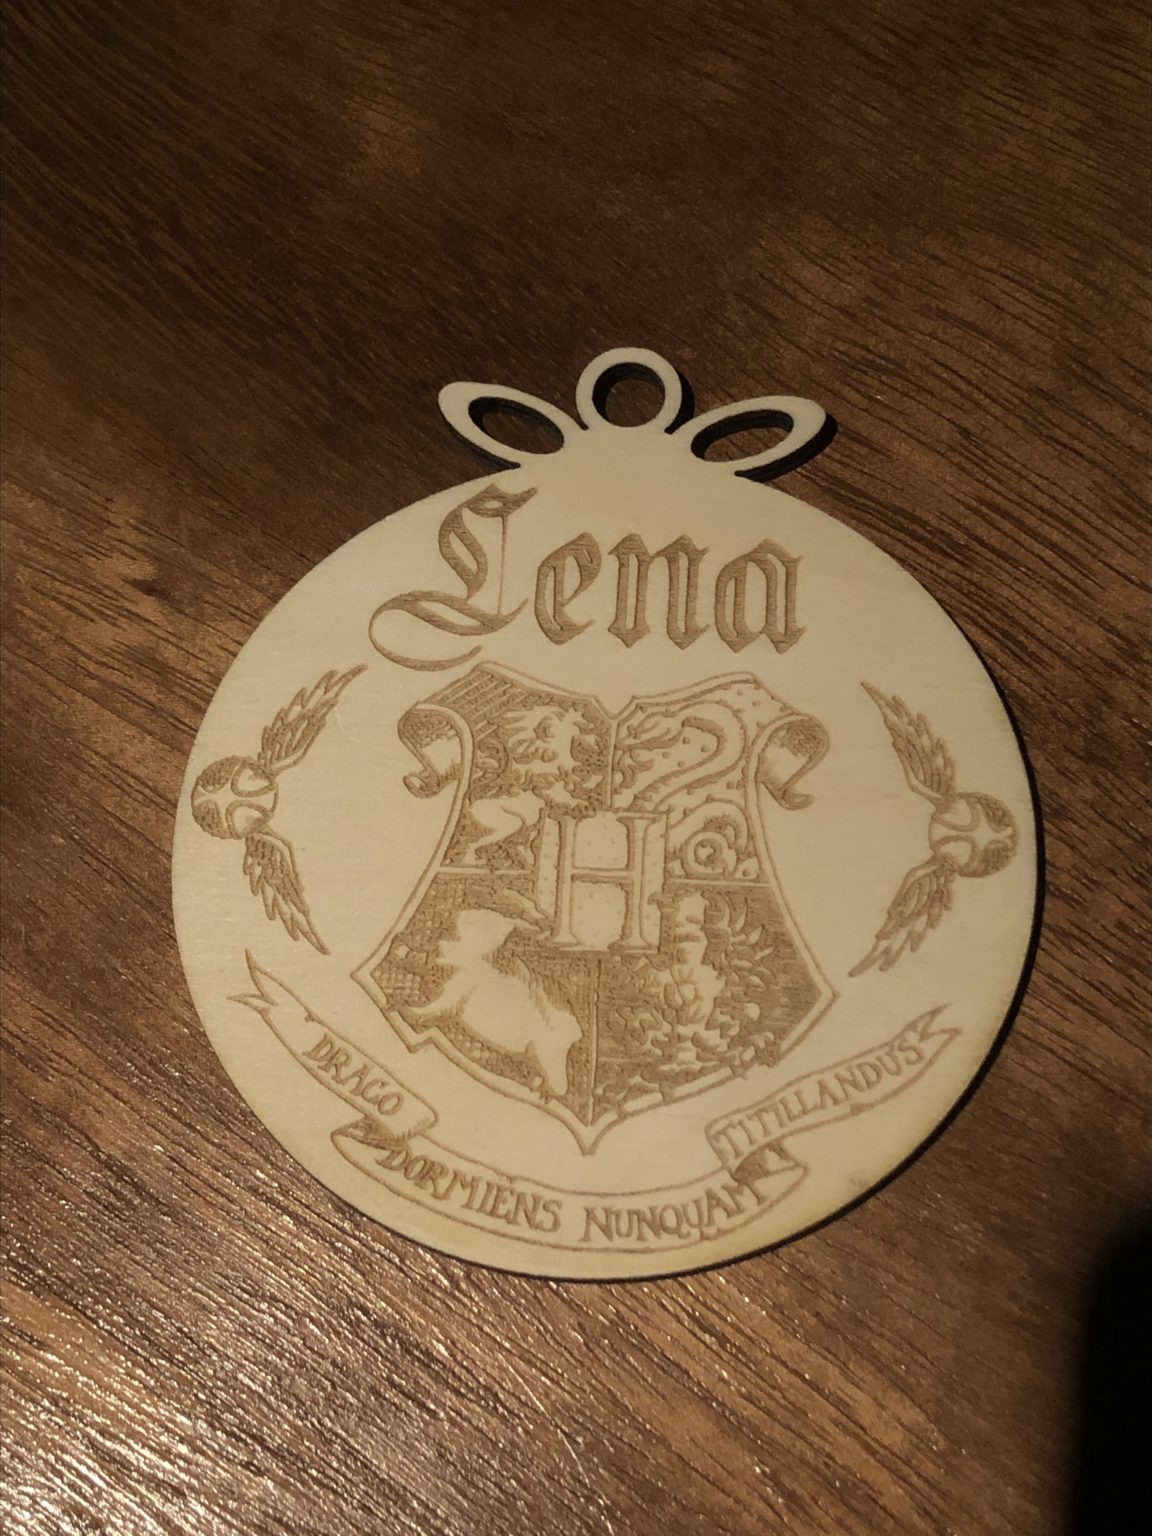 Lena
H
DRACO
DORMIENS NUNQUAM
TITILLANDUS